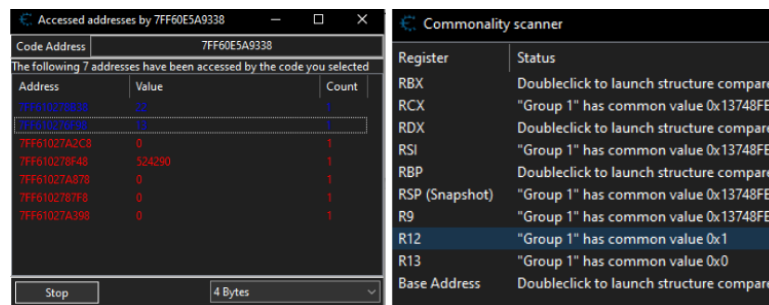 Accessed addresses by 7FF60E5A9338
Code Address 7FF60E5A9338
The following 7 addresses have been accessed by the code you selected
Address Value Count
22 1
13 1
7FF61027A2C8 0 1
7FF610278F48 524290 1
7FF61027A878 0 1
7FF6102787F8 0 1
7FF61027A398 0 1
Stop 4 Bytes
Commonality scanner
Register Status
RBX Doubleclick to launch structure compare
RCX "Group 1" has common value 0x13748FE
RDX Doubleclick to launch structure compare
RSI "Group 1" has common value 0x13748FE
RBP Doubleclick to launch structure compare
RSP (Snapshot) "Group 1" has common value 0x13748FE
R9 "Group 1" has common value 0x13748FE
R12 "Group 1" has common value 0x1
R13 "Group 1" has common value 0x0
Base Address Doubleclick to launch structure compare